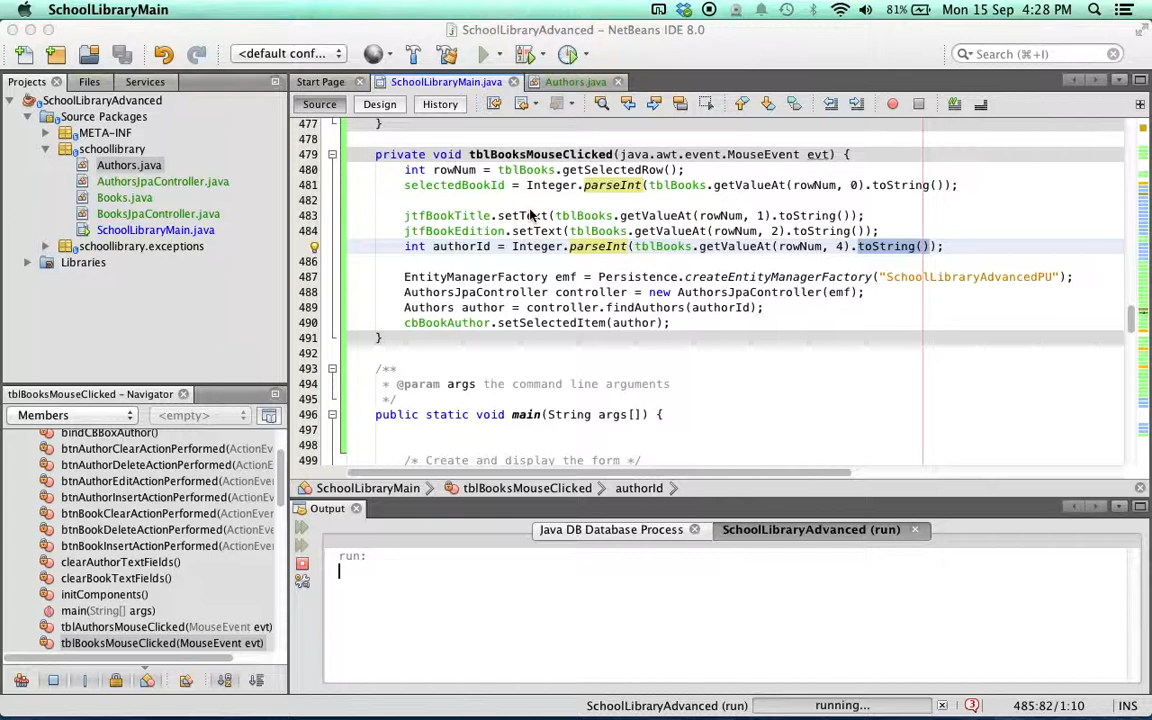 SchoolLibraryMain 81% Mon 15 Sep 4:28 PM
SchoolLibraryAdvanced - NetBeans IDE 8.0
<default conf... Search (⌘+I)
Projects Files Services
Start Page SchoolLibraryMain.java Authors.java
Source Design History
SchoolLibraryAdvanced
Source Packages
META-INF
schoollibrary
Authors.java
AuthorsJpaController.java
Books.java
BooksJpaController.java
SchoolLibraryMain.java
schoollibrary.exceptions
Libraries
477 }
478
479 private void tblBooksMouseClicked(java.awt.event.MouseEvent evt) {
480 int rowNum = tblBooks.getSelectedRow();
481 selectedBookId = Integer.parseInt(tblBooks.getValueAt(rowNum, 0).toString());
482
483 jtfBookTitle.setText(tblBooks.getValueAt(rowNum, 1).toString());
jtfBookEdition.setText(tblBooks.getValueAt(rowNum, 2).toString());
int authorId = Integer.parseInt(tblBooks.getValueAt(rowNum, 4).toString());
486
487 EntityManagerFactory emf = Persistence.createEntityManagerFactory("SchoolLibraryAdvancedPU");
488 AuthorsJpaController controller = new AuthorsJpaController(emf);
489 Authors author = controller.findAuthors(authorId);
490 cbBookAuthor.setSelectedItem(author);
491 }
492
493 /**
494 * @param args the command line arguments
495 */
496 public static void main(String args[]) {
497
498
499 /* Create and display the form */
tblBooksMouseClicked - Navigator
Members <empty>
bindCBBoxAuthor()
btnAuthorClearActionPerformed(ActionEv
btnAuthorDeleteActionPerformed(ActionE
btnAuthorEditActionPerformed(ActionEve
btnAuthorInsertActionPerformed(ActionE
btnBookClearActionPerformed(ActionEve
btnBookDeleteActionPerformed(ActionEv
btnBookInsertActionPerformed(ActionEv
clearAuthorTextFields()
clearBookTextFields()
initComponents()
main(String[] args)
tblAuthorsMouseClicked(MouseEvent evt)
tblBooksMouseClicked(MouseEvent evt)
SchoolLibraryMain tblBooksMouseClicked authorId
Output
Java DB Database Process SchoolLibraryAdvanced (run)
run:
SchoolLibraryAdvanced (run) running... 3 485:82/1:10 INS